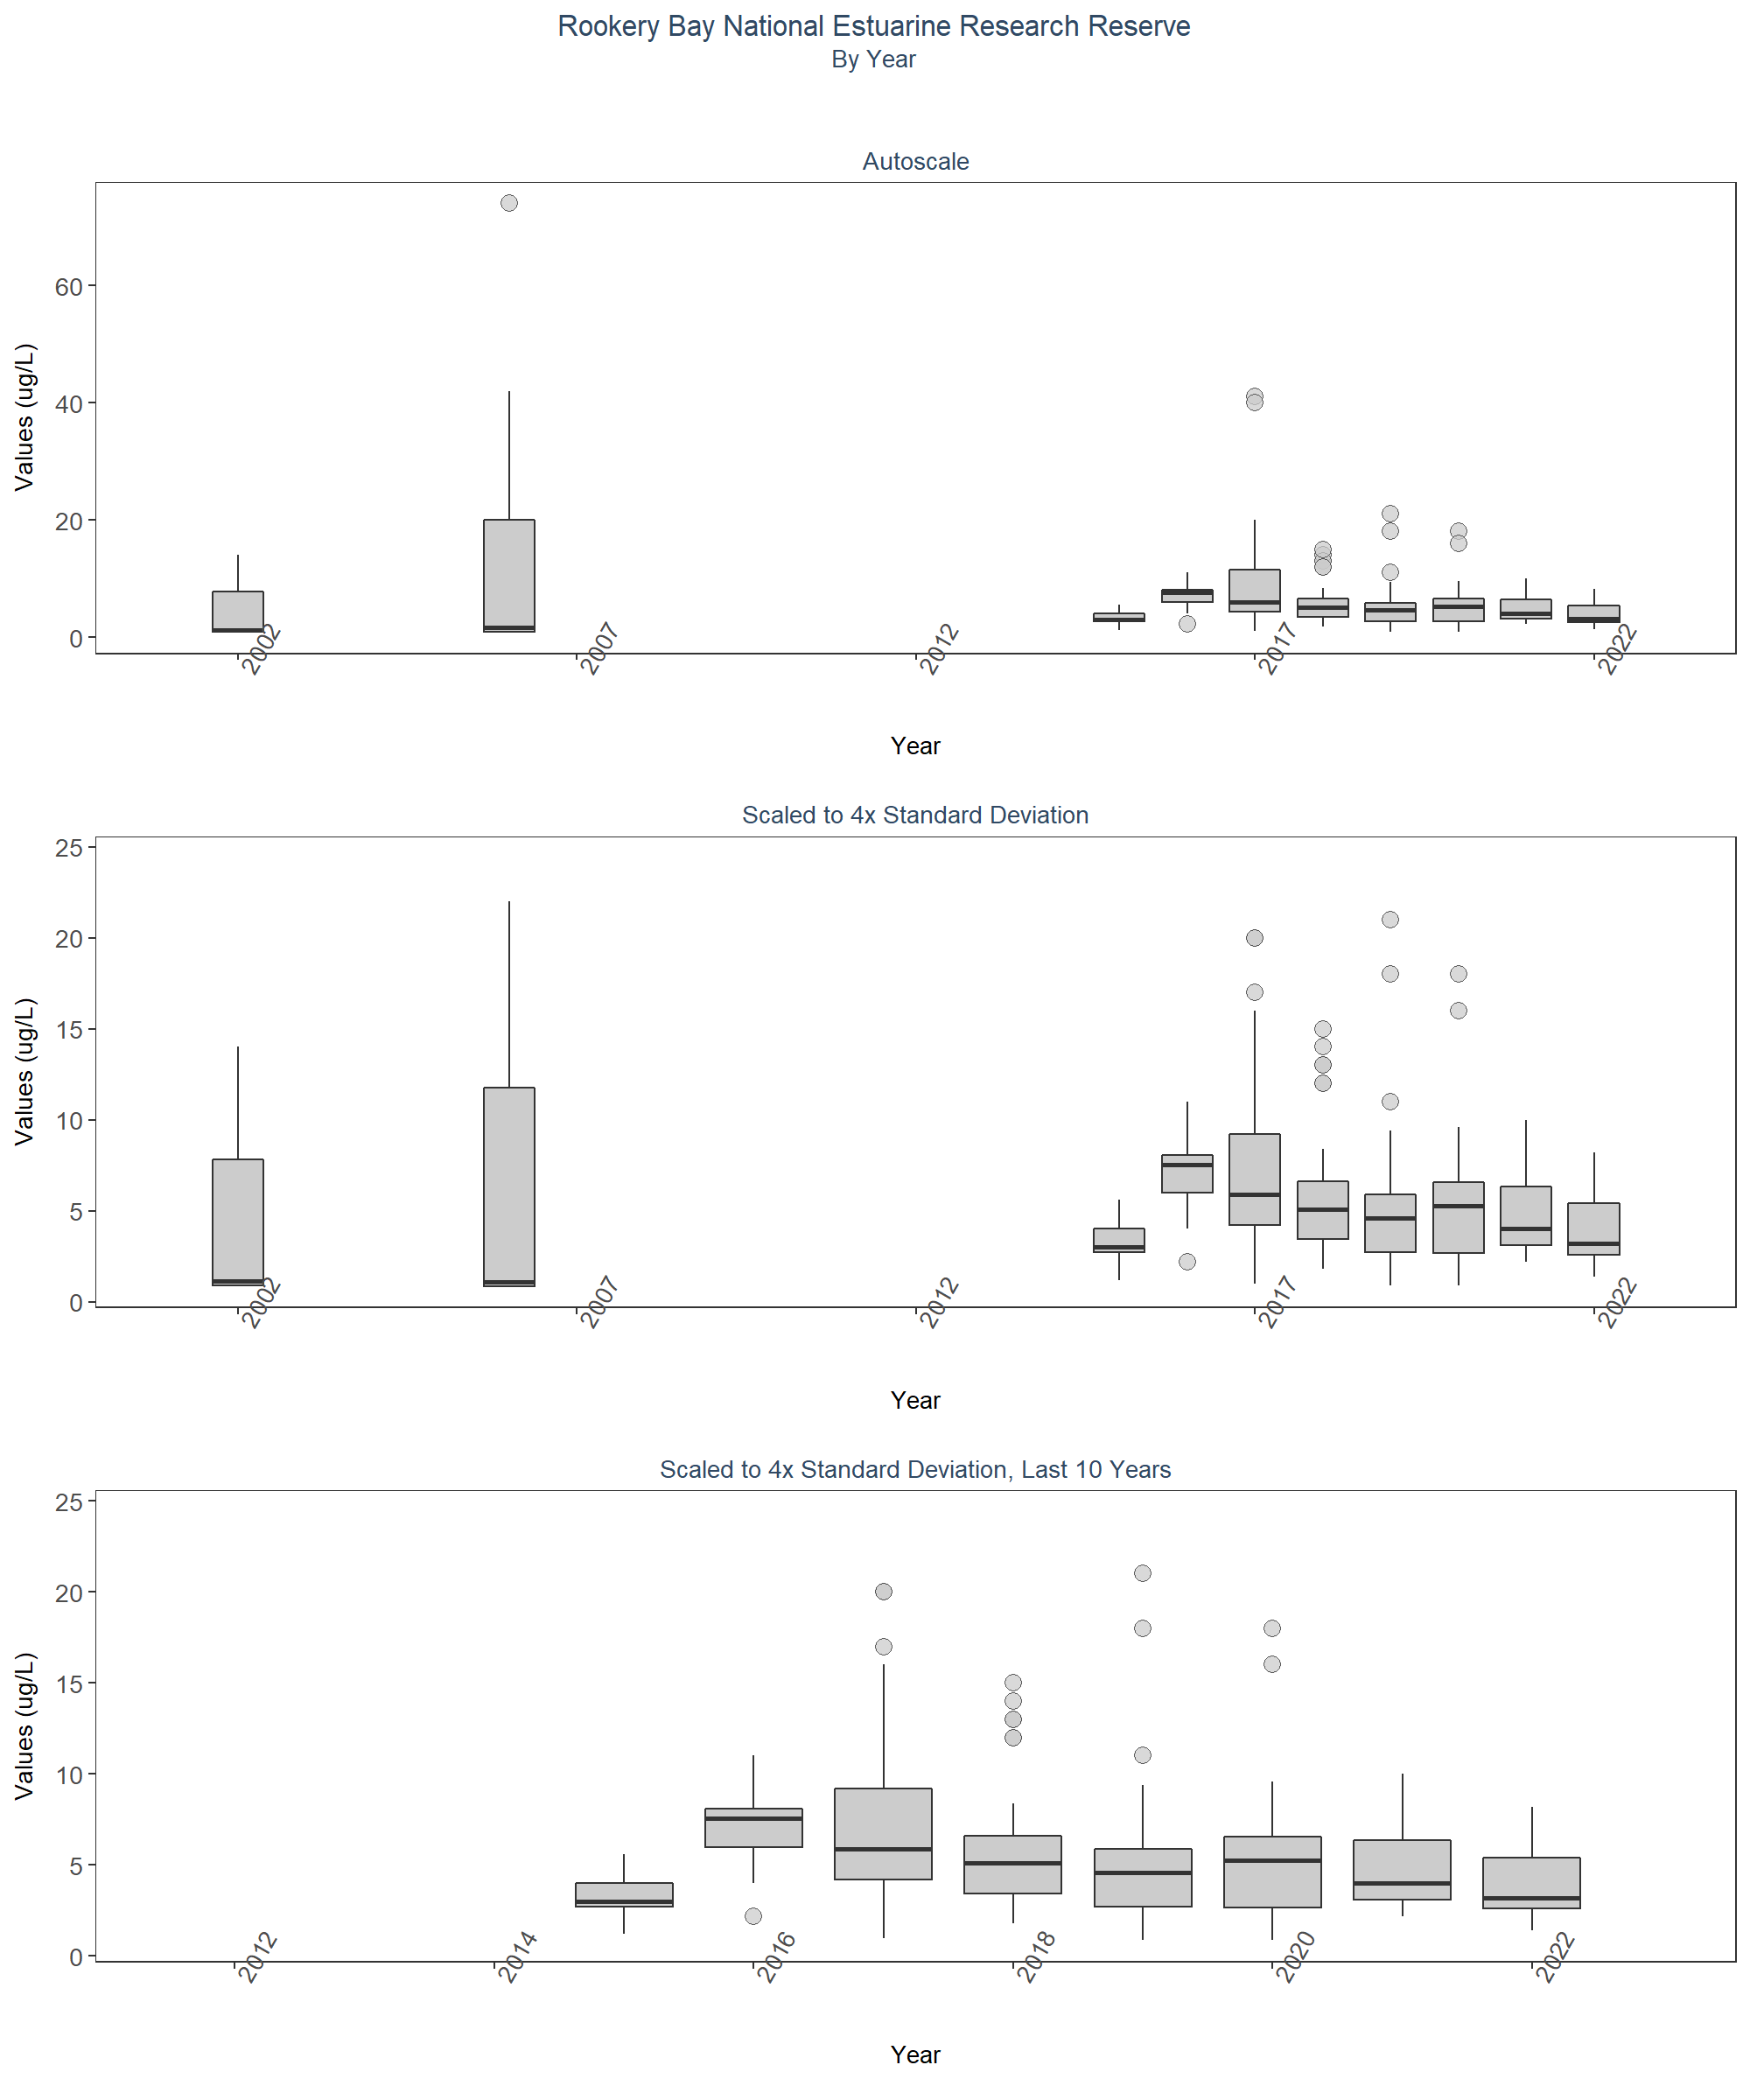 Rookery Bay National Estuarine Research Reserve
By Year
Autoscale
Values (ug/L)
60
40
20
0
2002
2007
2012
2017
2022
Year
Scaled to 4x Standard Deviation
Values (ug/L)
25
20
15
10
5
0
2002
2007
2012
2017
2022
Year
Scaled to 4x Standard Deviation, Last 10 Years
Values (ug/L)
25
20
15
10
5
0
2012
2014
2016
2018
2020
2022
Year